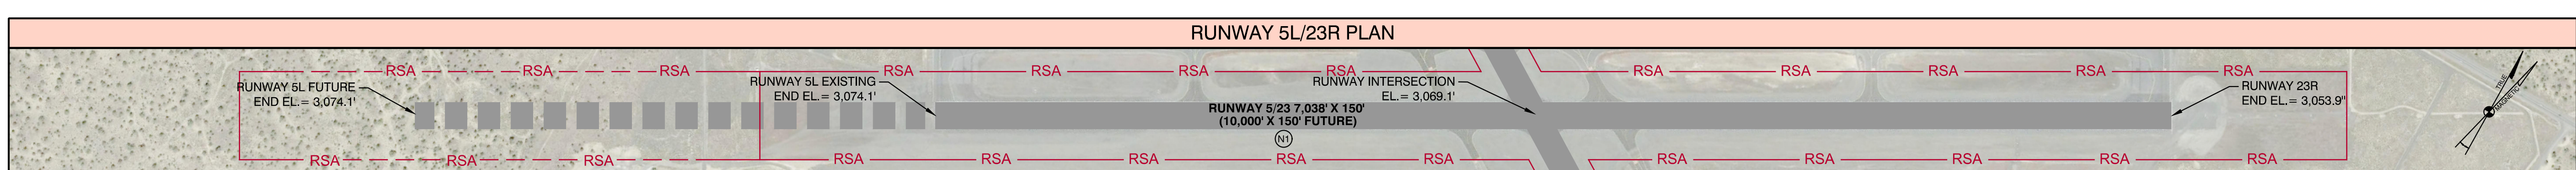 RUNWAY 5L/23R PLAN
RSA RSA RSA RSA RSA RSA RSA RSA RSA RSA RSA RSA
RUNWAY 5L FUTURE
END EL.= 3,074.1'
RUNWAY 5L EXISTING
END EL.= 3,074.1'
RUNWAY INTERSECTION
EL.= 3,069.1'
RUNWAY 23R
END EL.= 3,053.9"
RUNWAY 5/23 7,038' X 150'
(10,000' X 150' FUTURE)
N1
TRUE
MAGNETIC
RSA RSA RSA RSA RSA RSA RSA RSA RSA RSA RSA RSA RSA